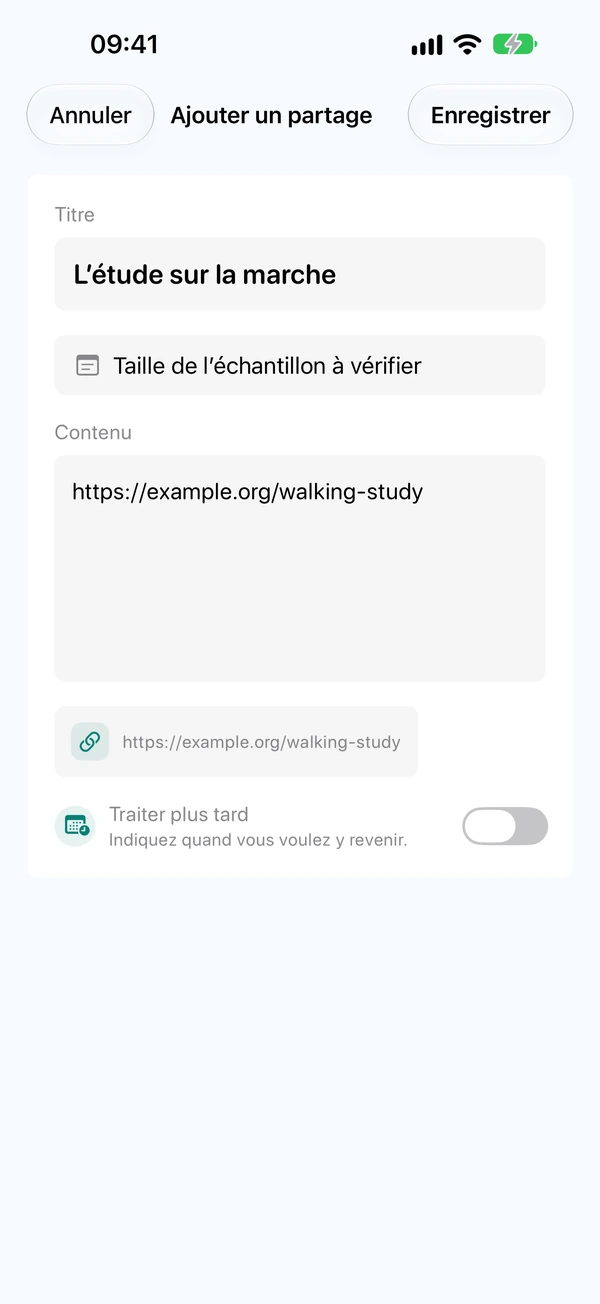 09:41
Annuler
Ajouter un partage
Enregistrer
Titre
L’étude sur la marche
Taille de l’échantillon à vérifier
Contenu
https://example.org/walking-study
https://example.org/walking-study
Traiter plus tard
Indiquez quand vous voulez y revenir.